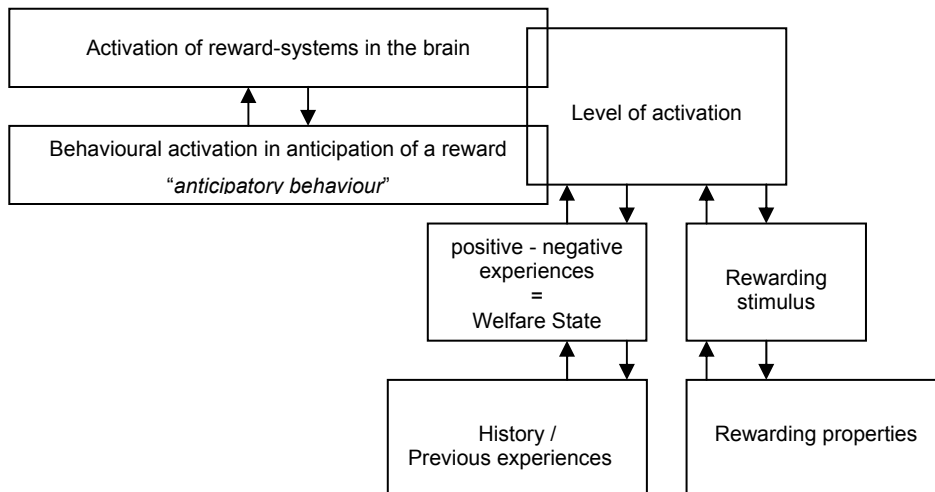 Activation of reward-systems in the brain
Level of activation
Behavioural activation in anticipation of a reward
“anticipatory behaviour”
positive - negative
experiences
=
Welfare State
Rewarding
stimulus
History /
Previous experiences
Rewarding properties